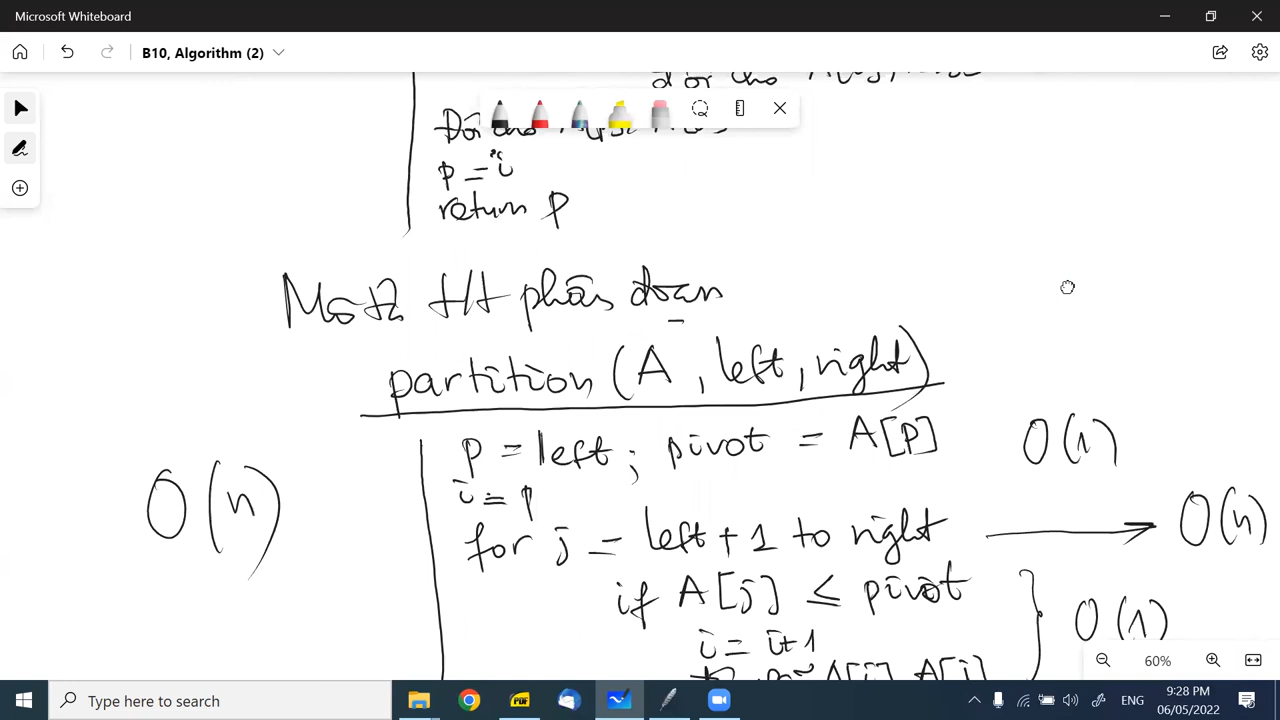 Microsoft Whiteboard
B10, Algorithm (2)
p = i
return p
Mô tả TT phân đoạn
partition (A, left, right)
p = left; pivot = A[p]
O(1)
i = p
O(n)
for j = left + 1 to right
O(n)
if A[j] ≤ pivot
i = i+1
O(1)
A[i], A[j]
60%
Type here to search
ENG
9:28 PM
06/05/2022